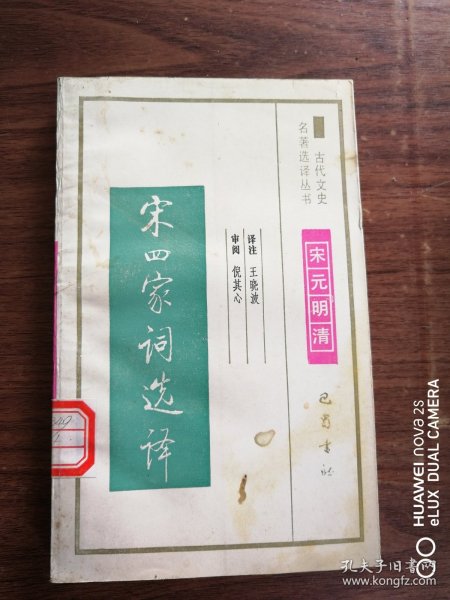 古代文史
名著选译丛书
宋元明清
译注 王晓波
审阅 倪其心
宋四家词选译
巴蜀书社
HUAWEI nova 2S
eLUX DUAL CAMERA
孔夫子旧书网
www.kongfz.com